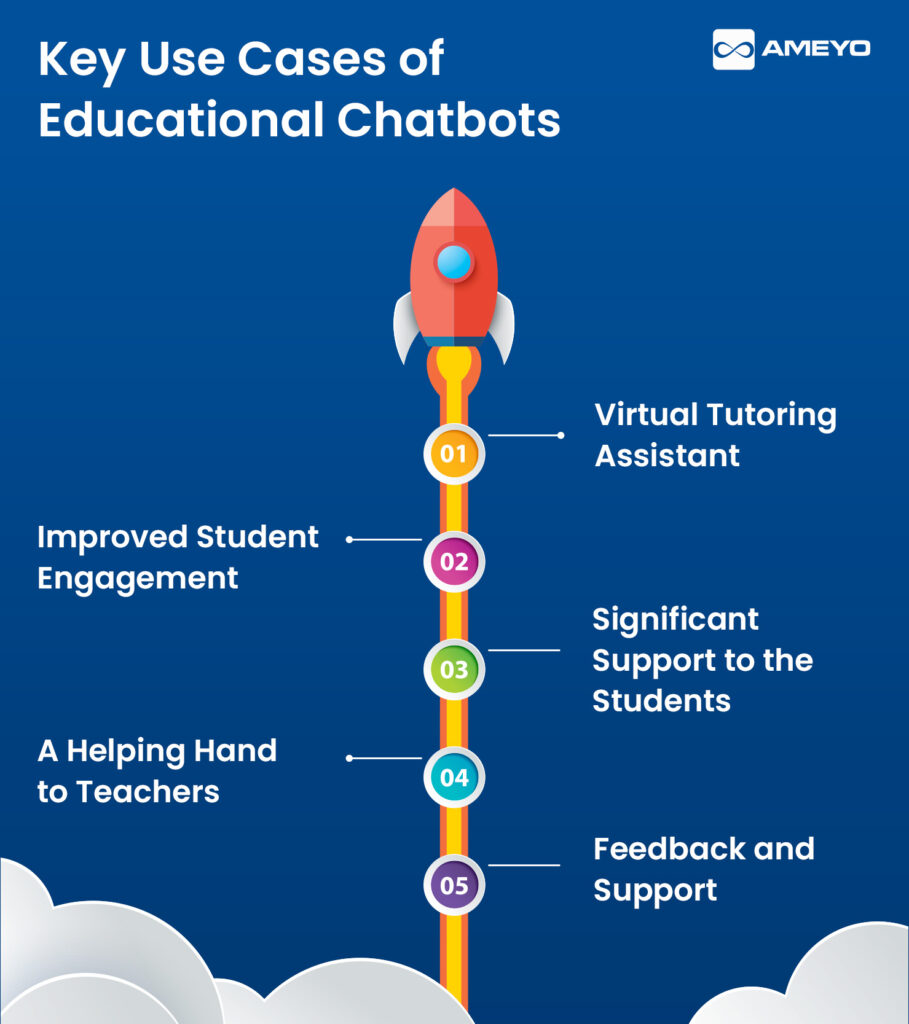 Key Use Cases of
Educational Chatbots
AMEYO
01
Virtual Tutoring
Assistant
Improved Student
Engagement
02
03
Significant
Support to the
Students
A Helping Hand
to Teachers
04
05
Feedback and
Support